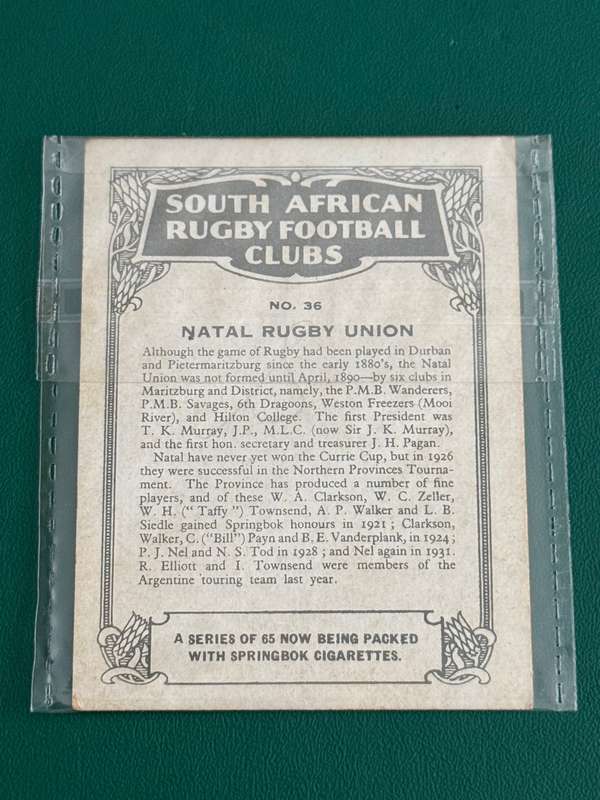 SOUTH AFRICAN
RUGBY FOOTBALL
CLUBS
NO. 36
NATAL RUGBY UNION
Although the game of Rugby had been played in Durban
and Pietermaritzburg since the early 1880's, the Natal
Union was not formed until April, 1890—by six clubs in
Maritzburg and District, namely, the P.M.B. Wanderers,
P.M.B. Savages, 6th Dragoons, Weston Freezers (Mooi
River), and Hilton College. The first President was
T. K. Murray, J.P., M.L.C. (now Sir J. K. Murray),
and the first hon. secretary and treasurer J. H. Pagan.
Natal have never yet won the Currie Cup, but in 1926
they were successful in the Northern Provinces Tourna-
ment. The Province has produced a number of fine
players, and of these W. A. Clarkson, W. C. Zeller,
W. H. (" Taffy ") Townsend, A. P. Walker and L. B.
Siedle gained Springbok honours in 1921 ; Clarkson,
Walker, C. ("Bill") Payn and B. E. Vanderplank, in 1924 ;
P. J. Nel and N. S. Tod in 1928 ; and Nel again in 1931.
R. Elliott and I. Townsend were members of the
Argentine touring team last year.
A SERIES OF 65 NOW BEING PACKED
WITH SPRINGBOK CIGARETTES.